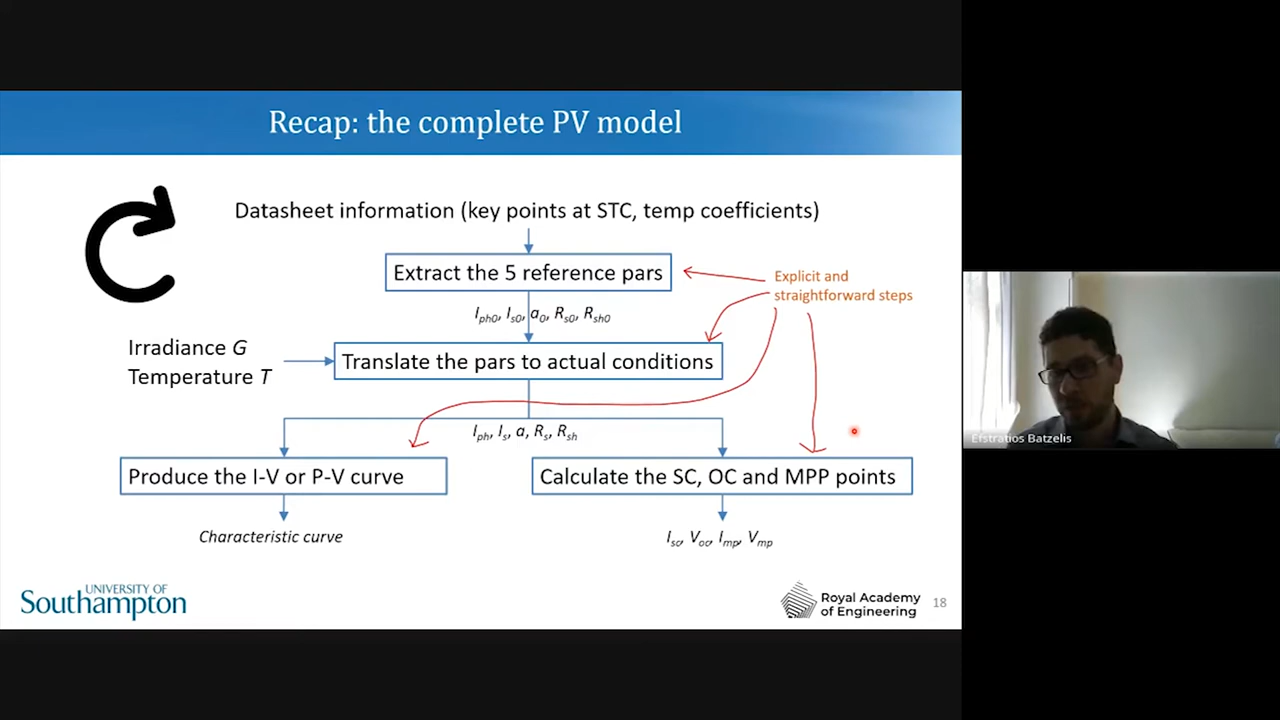 Recap: the complete PV model
Datasheet information (key points at STC, temp coefficients)
Extract the 5 reference pars
Explicit and
straightforward steps
Iph0, Is0, a0, Rs0, Rsh0
Irradiance G
Temperature T
Translate the pars to actual conditions
Iph, Is, a, Rs, Rsh
Produce the I-V or P-V curve
Calculate the SC, OC and MPP points
Characteristic curve
Isc, Voc, Imp, Vmp
UNIVERSITY OF
Southampton
Royal Academy
of Engineering
18
Efstratios Batzelis